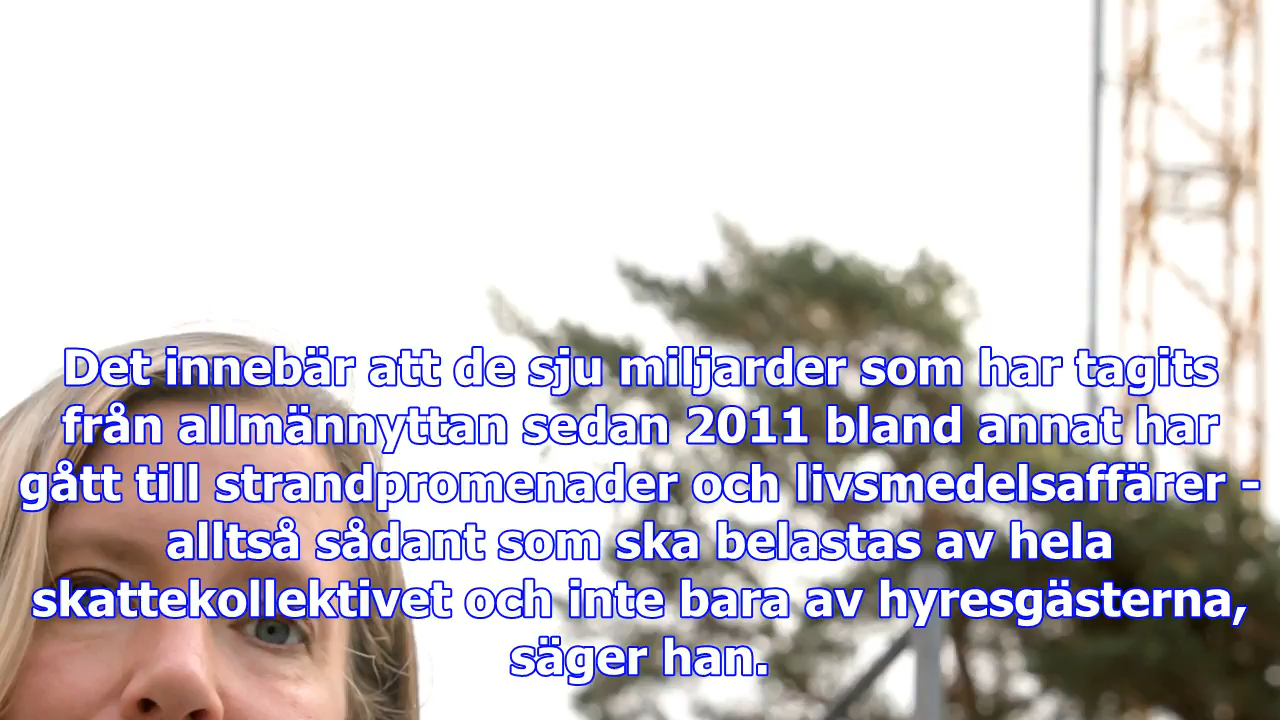 Det innebär att de sju miljarder som har tagits
från allmännyttan sedan 2011 bland annat har
gått till strandpromenader och livsmedelsaffärer -
alltså sådant som ska belastas av hela
skattekollektivet och inte bara av hyresgästerna,
säger han.